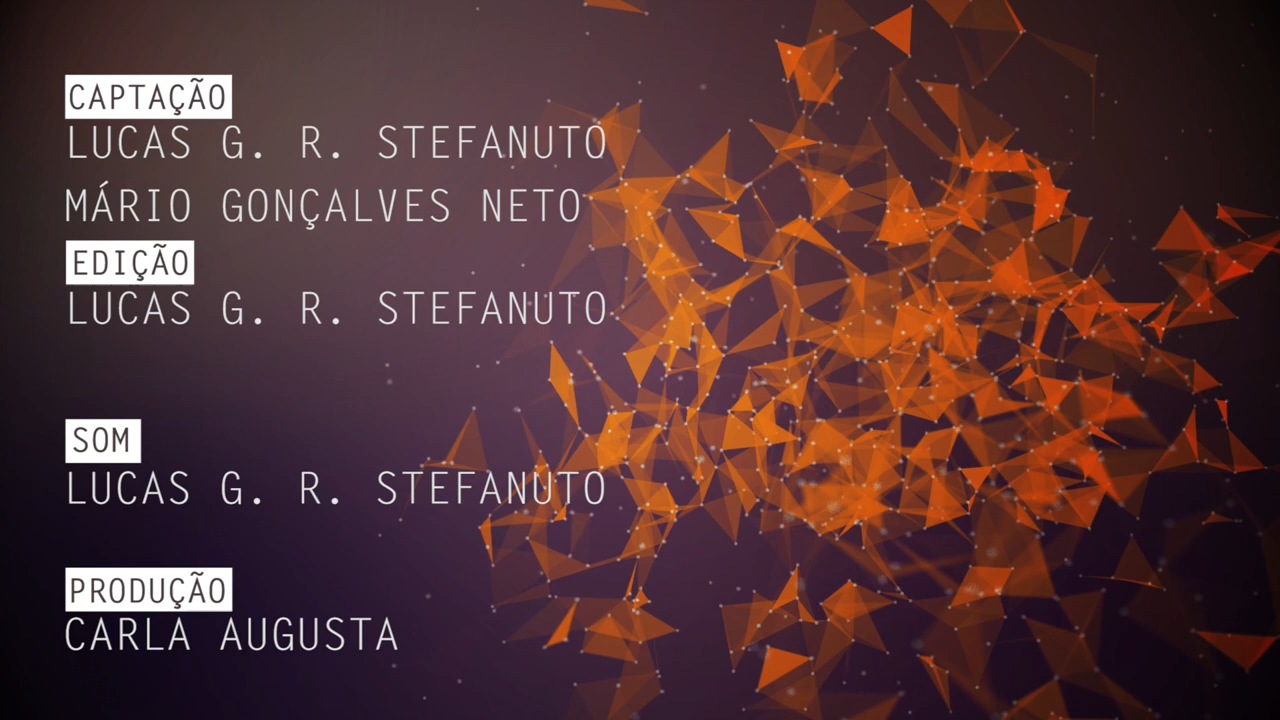 CAPTAÇÃO
LUCAS G. R. STEFANUTO
MÁRIO GONÇALVES NETO
EDIÇÃO
LUCAS G. R. STEFANUTO
SOM
LUCAS G. R. STEFANUTO
PRODUÇÃO
CARLA AUGUSTA